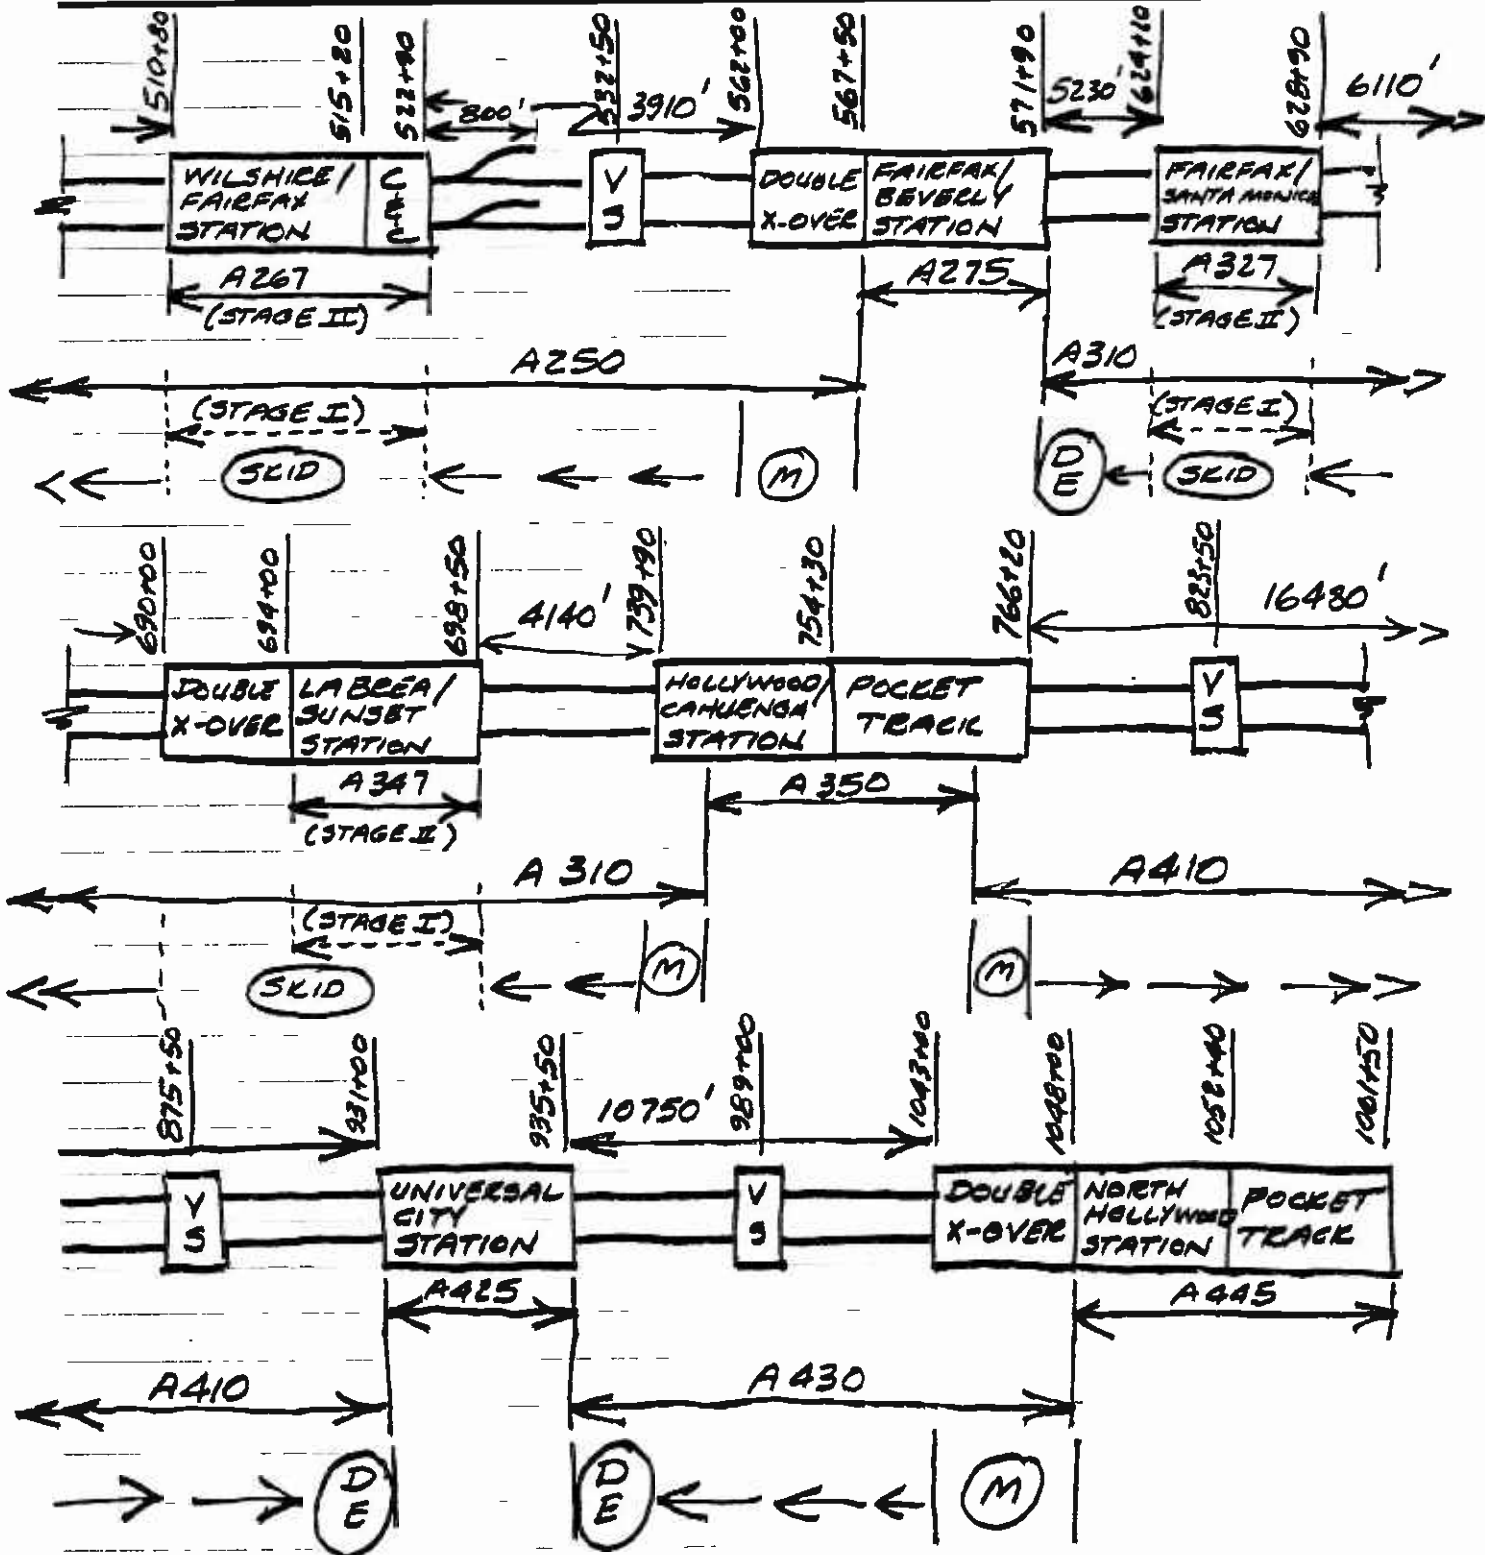 510+80
515+20
522+90
532+50
562+00
567+50
571+90
624+20
628+90
800'
3910'
5230'
6110'
WILSHIRE/
FAIRFAX
STATION
V
S
DOUBLE
X-OVER
FAIRFAX/
BEVERLY
STATION
FAIRFAX/
SANTA MONICA
STATION
A267
(STAGE II)
A275
A327
(STAGE II)
A250
A310
(STAGE I)
(STAGE I)
SKID
M
D
E
SKID
690+00
694+00
698+50
739+90
754+30
766+20
823+50
4140'
16480'
DOUBLE
X-OVER
LABREA/
SUNSET
STATION
HOLLYWOOD/
CAHUENGA
STATION
POCKET
TRACK
V
S
A347
(STAGE II)
A350
A310
A410
(STAGE I)
SKID
M
M
875+50
931+00
935+50
989+00
1043+00
1048+00
1052+40
1061+50
10750'
V
S
UNIVERSAL
CITY
STATION
V
S
DOUBLE
X-OVER
NORTH
HOLLYWOOD
STATION
POCKET
TRACK
A425
A445
A410
A430
D
E
D
E
M